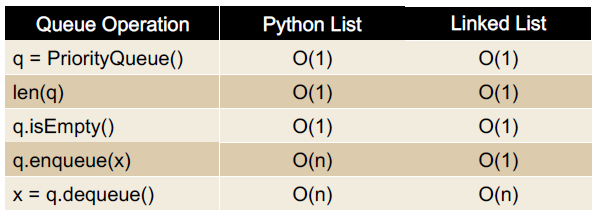 Queue Operation Python List Linked List
q = PriorityQueue() O(1) O(1)
len(q) O(1) O(1)
q.isEmpty() O(1) O(1)
q.enqueue(x) O(n) O(1)
x = q.dequeue() O(n) O(n)